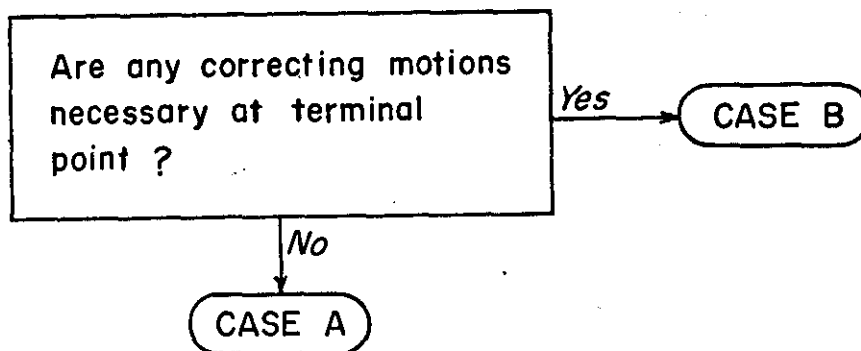 Are any correcting motions
necessary at terminal
point ?
Yes
CASE B
No
CASE A